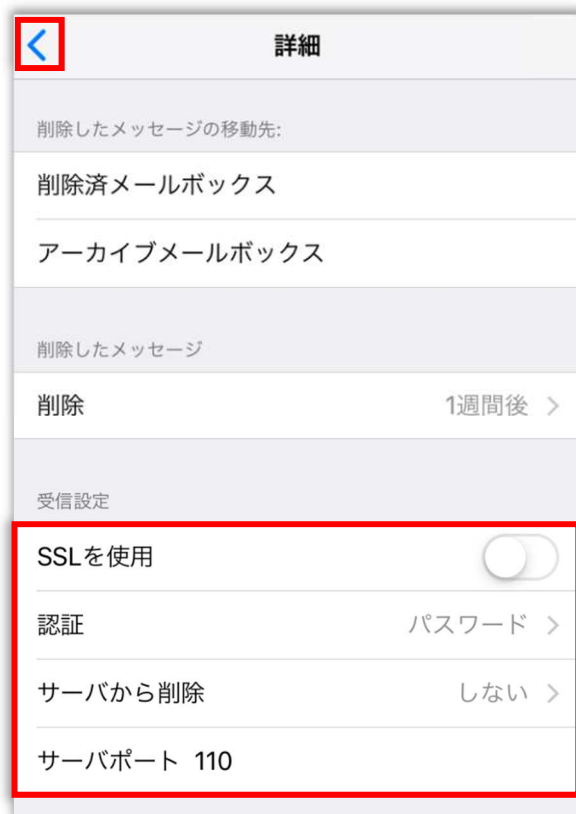 詳細
削除したメッセージの移動先:
削除済メールボックス
アーカイブメールボックス
削除したメッセージ
削除 1週間後
受信設定
SSLを使用
認証 パスワード
サーバから削除 しない
サーバポート 110